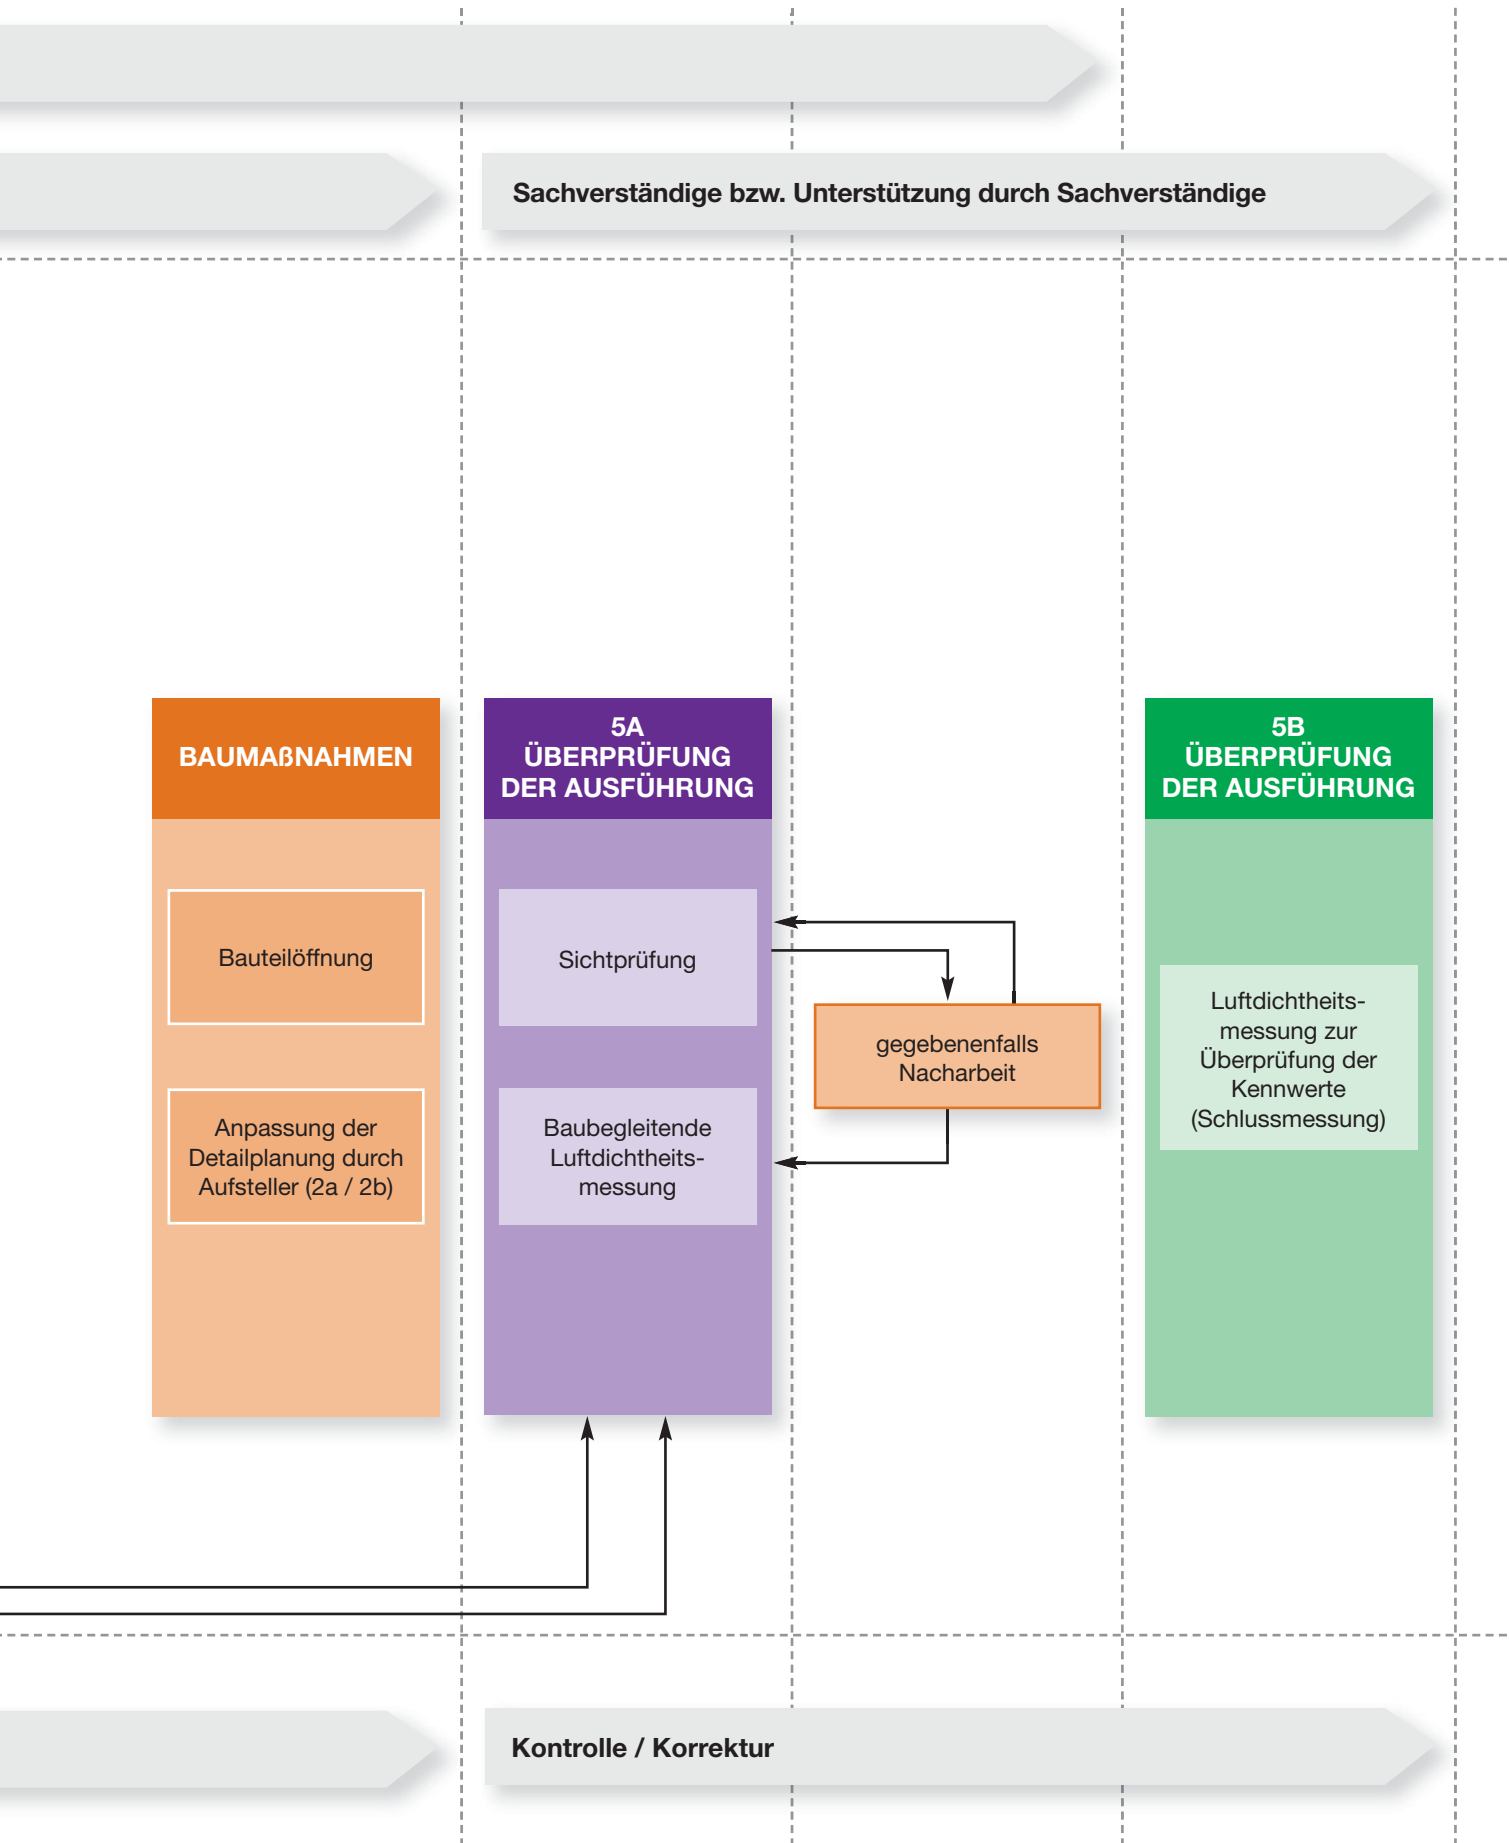 Sachverständige bzw. Unterstützung durch Sachverständige
BAUMAßNAHMEN
Bauteilöffnung
Anpassung der
Detailplanung durch
Aufsteller (2a / 2b)
5A
ÜBERPRÜFUNG
DER AUSFÜHRUNG
Sichtprüfung
Baubegleitende
Luftdichtheits-
messung
gegebenenfalls
Nacharbeit
5B
ÜBERPRÜFUNG
DER AUSFÜHRUNG
Luftdichtheits-
messung zur
Überprüfung der
Kennwerte
(Schlussmessung)
Kontrolle / Korrektur